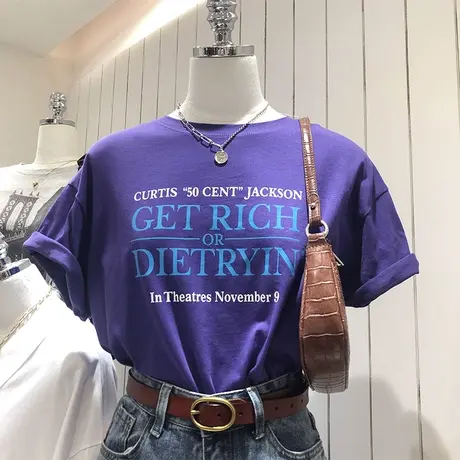 CURTIS "50 CENT" JACKSON
GET RICH
OR
DIETRYIN
In Theatres November 9